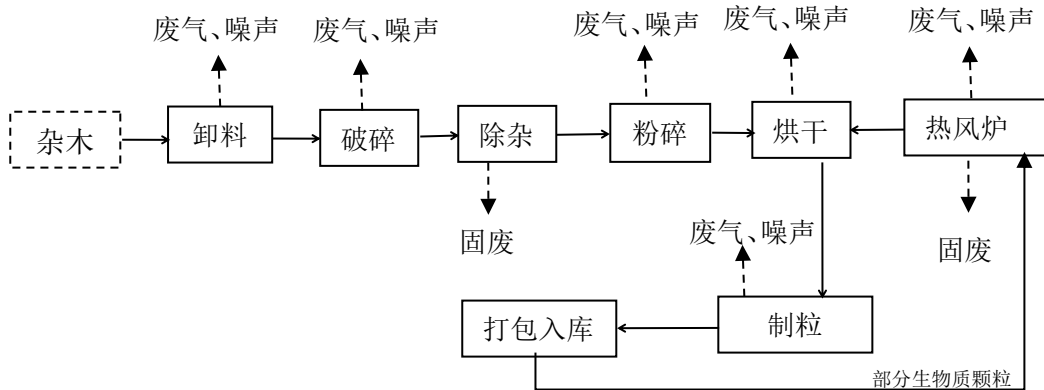 废气、噪声
废气、噪声
废气、噪声
废气、噪声
废气、噪声
杂木
卸料
破碎
除杂
粉碎
烘干
热风炉
固废
废气、噪声
固废
打包入库
制粒
部分生物质颗粒